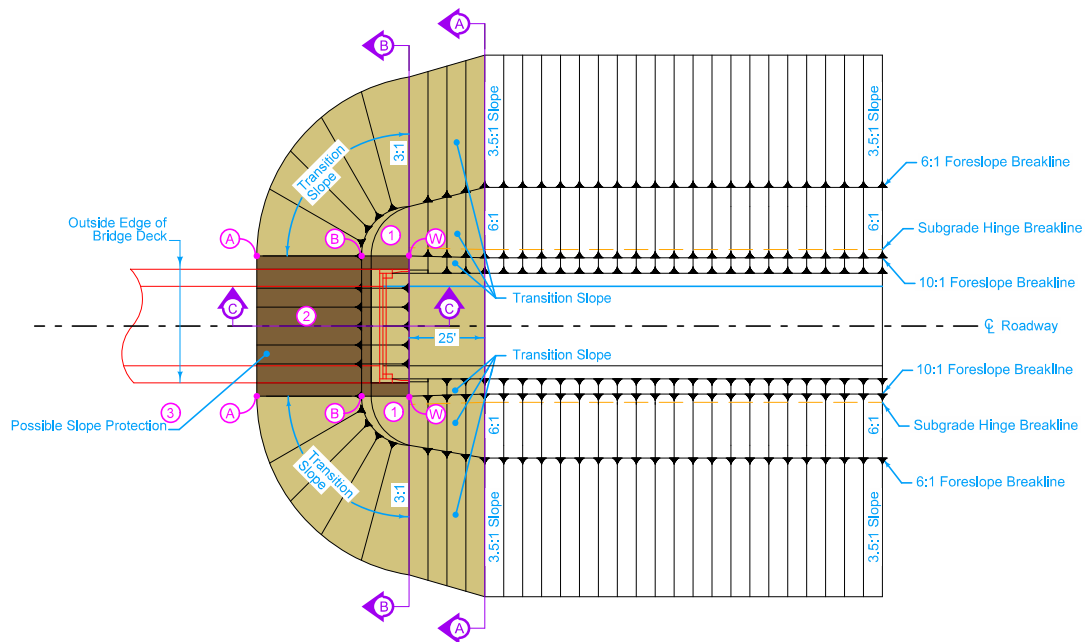 A
B
3.5:1 Slope
3.5:1 Slope
3:1
Transition
Slope
6:1 Foreslope Breakline
Outside Edge of
Bridge Deck
6:1
6:1
Subgrade Hinge Breakline
A
B
1
W
10:1 Foreslope Breakline
C
C
Transition Slope
2
℄ Roadway
25'
Transition Slope
10:1 Foreslope Breakline
3
A
B
1
W
Possible Slope Protection
6:1
6:1
Subgrade Hinge Breakline
Transition
Slope
3:1
6:1 Foreslope Breakline
3.5:1 Slope
3.5:1 Slope
B
A